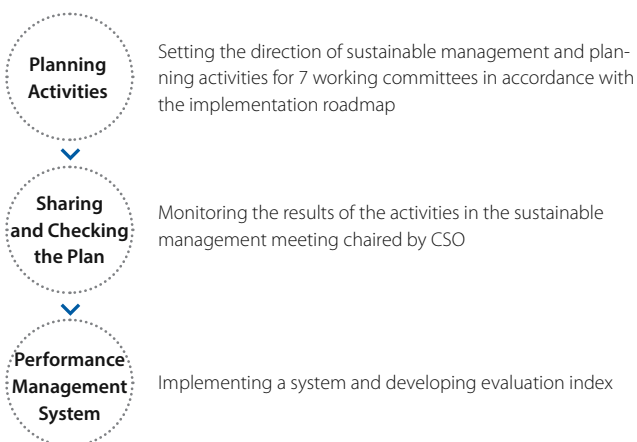 Planning
Activities
Setting the direction of sustainable management and plan-
ning activities for 7 working committees in accordance with
the implementation roadmap
Sharing
and Checking
the Plan
Monitoring the results of the activities in the sustainable
management meeting chaired by CSO
Performance
Management
System
Implementing a system and developing evaluation index